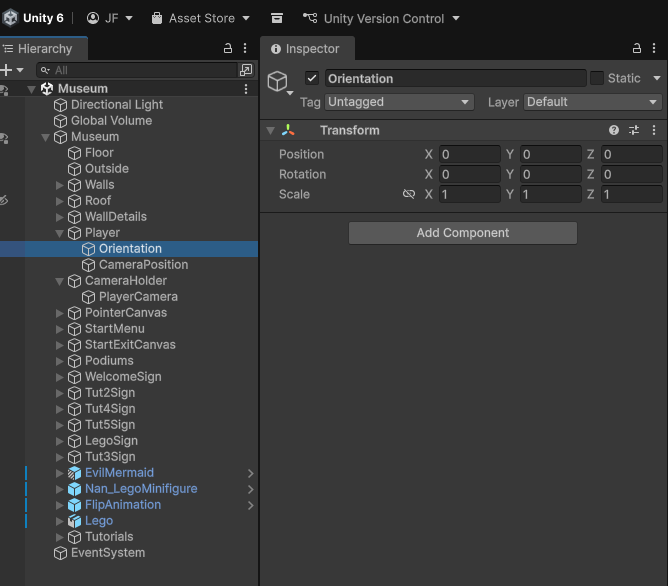 Unity 6 JF Asset Store Unity Version Control
Hierarchy
All
Museum
Directional Light
Global Volume
Museum
Floor
Outside
Walls
Roof
WallDetails
Player
Orientation
CameraPosition
CameraHolder
PlayerCamera
PointerCanvas
StartMenu
StartExitCanvas
Podiums
WelcomeSign
Tut2Sign
Tut4Sign
Tut5Sign
LegoSign
Tut3Sign
EvilMermaid
Nan_LegoMinifigure
FlipAnimation
Lego
Tutorials
EventSystem
Inspector
Orientation Static
Tag Untagged Layer Default
Transform
Position X 0 Y 0 Z 0
Rotation X 0 Y 0 Z 0
Scale X 1 Y 1 Z 1
Add Component